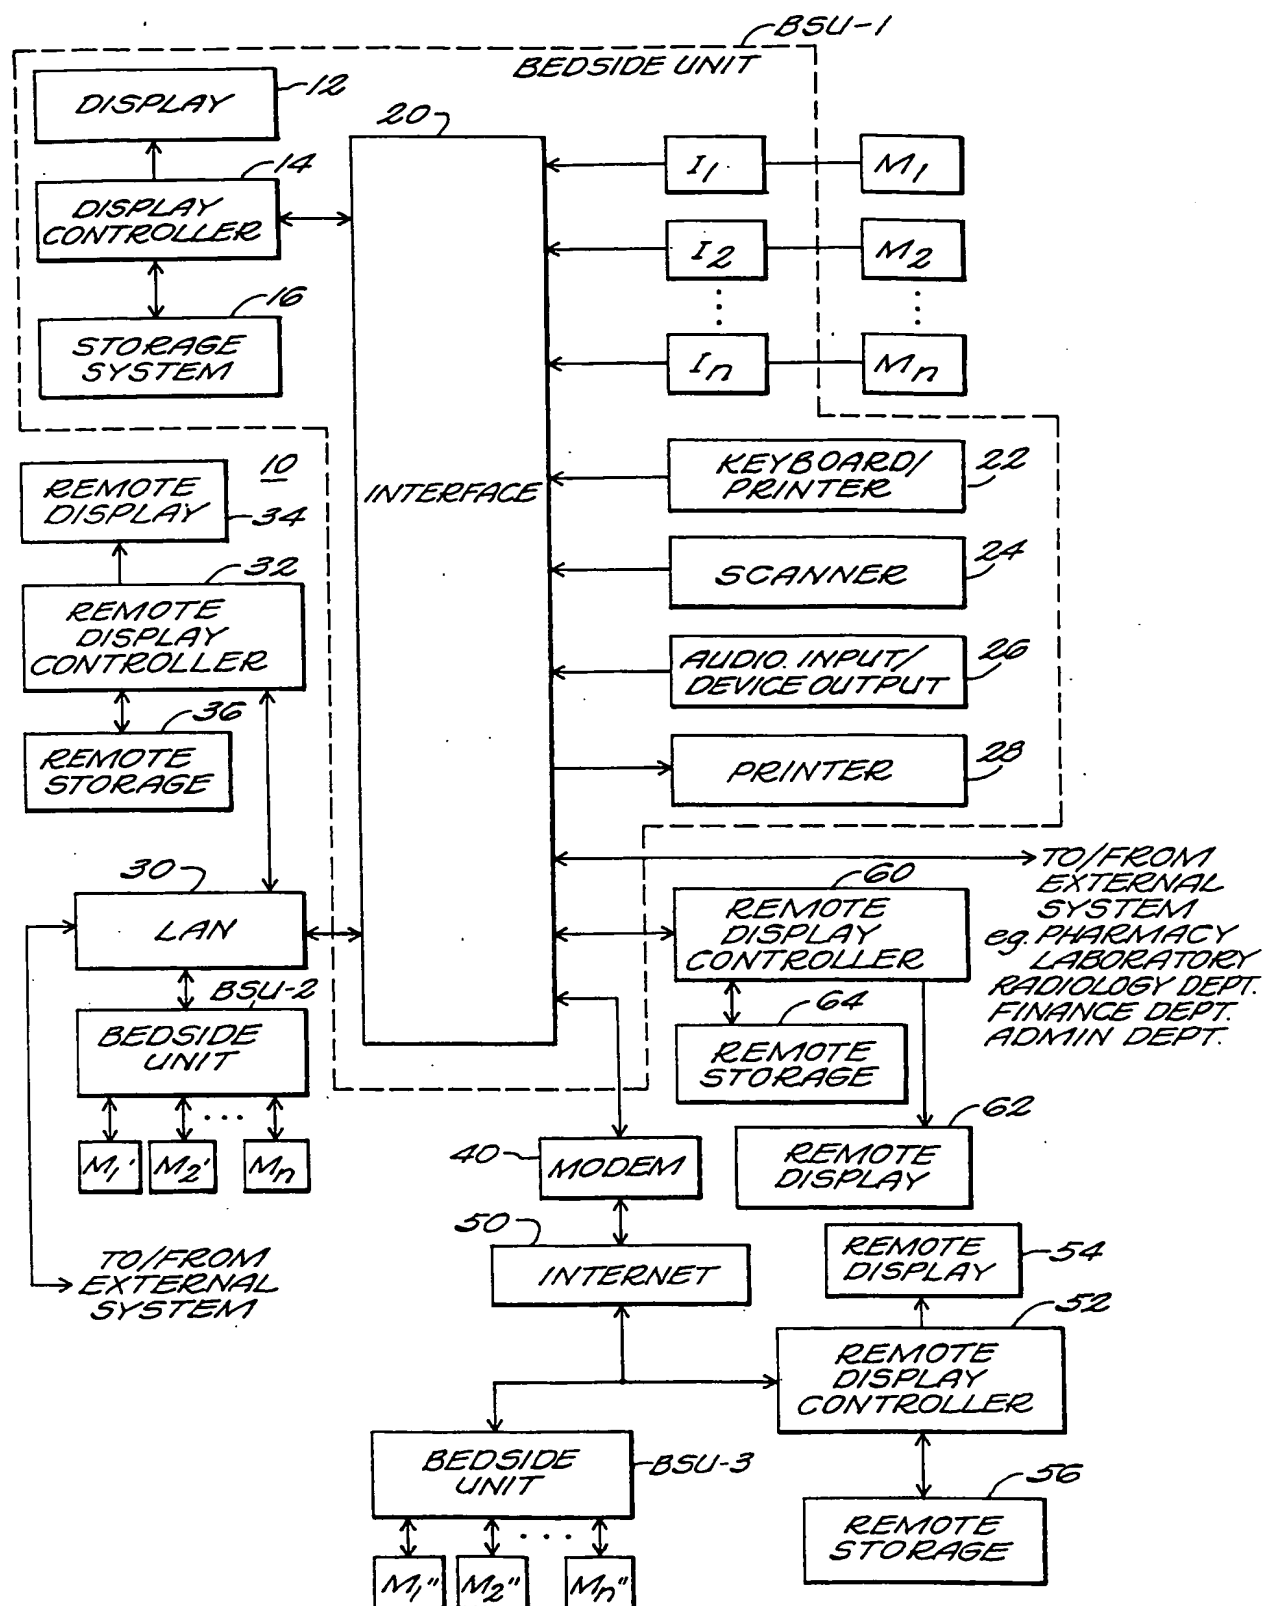 BSU-1
BEDSIDE UNIT
DISPLAY
12
20
14
DISPLAY
CONTROLLER
16
STORAGE
SYSTEM
I1
M1
I2
M2
In
Mn
INTERFACE
KEYBOARD/
PRINTER
22
SCANNER
24
AUDIO. INPUT/
DEVICE OUTPUT
26
PRINTER
28
10
REMOTE
DISPLAY
34
32
REMOTE
DISPLAY
CONTROLLER
36
REMOTE
STORAGE
30
LAN
BSU-2
BEDSIDE
UNIT
M1'
M2'
Mn
TO/FROM
EXTERNAL
SYSTEM
TO/FROM
EXTERNAL
SYSTEM
eg. PHARMACY
LABORATORY
RADIOLOGY DEPT.
FINANCE DEPT.
ADMIN DEPT.
60
REMOTE
DISPLAY
CONTROLLER
64
REMOTE
STORAGE
62
REMOTE
DISPLAY
40
MODEM
50
INTERNET
REMOTE
DISPLAY
54
52
REMOTE
DISPLAY
CONTROLLER
56
REMOTE
STORAGE
BEDSIDE
UNIT
BSU-3
M1"
M2"
Mn"